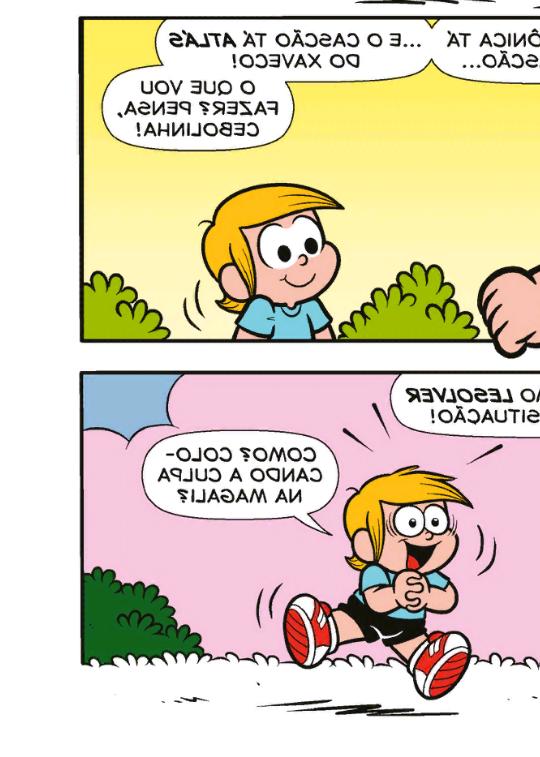 ÔNICA TÁ
SCÃO...
...E O CASCÃO TÁ ATLÁS
DO XAVECO!
O QUE VOU
FAZER? PENSA,
CEBOLINHA!
LESOLVER
SITUAÇÃO!
COMO? COLO-
CANDO A CULPA
NA MAGALI?